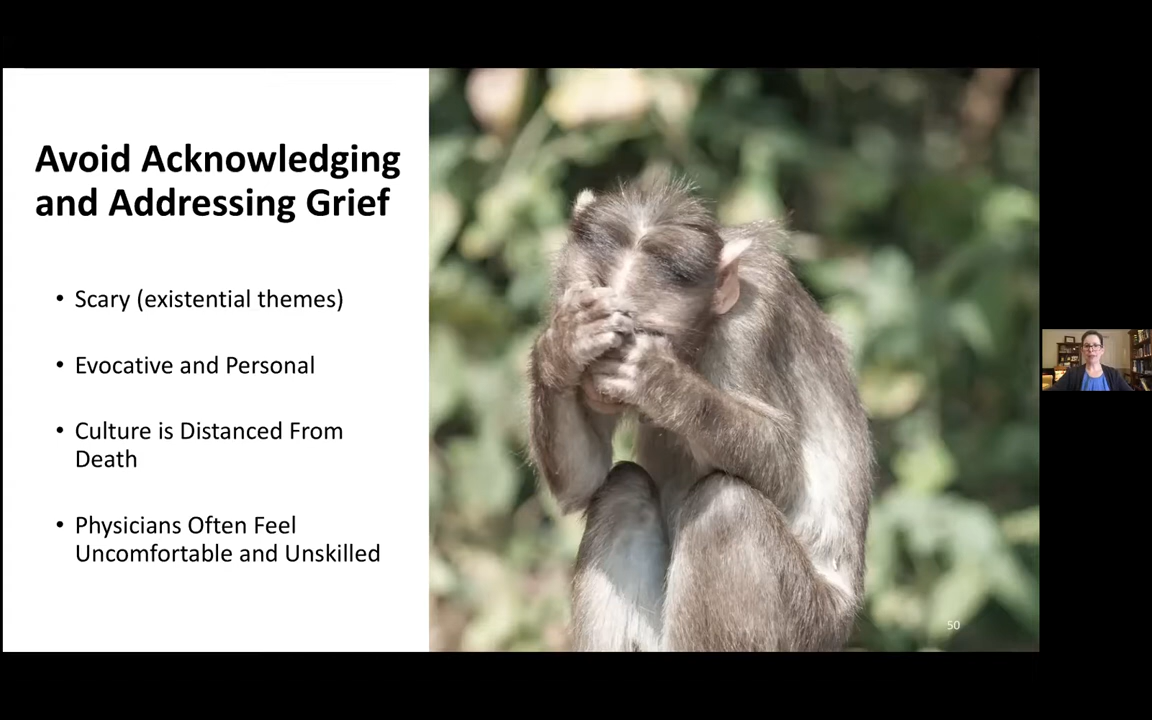 Avoid Acknowledging
and Addressing Grief
• Scary (existential themes)
• Evocative and Personal
• Culture is Distanced From
Death
• Physicians Often Feel
Uncomfortable and Unskilled
50